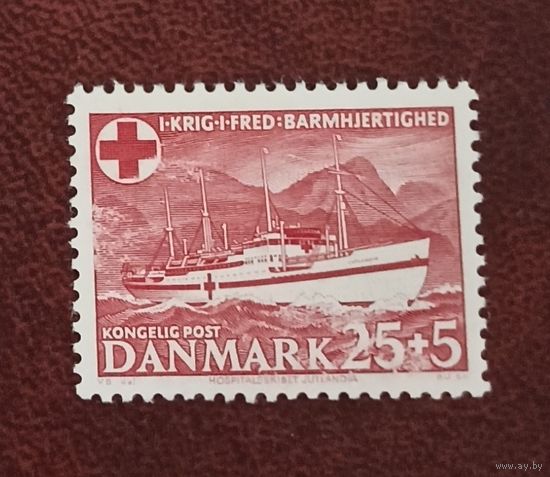 I·KRIG·I·FRED:BARMHJERTIGHED
KONGELIG POST
DANMARK 25+5
HOSPITALSSKIBET JUTLANDIA
www.ay.by